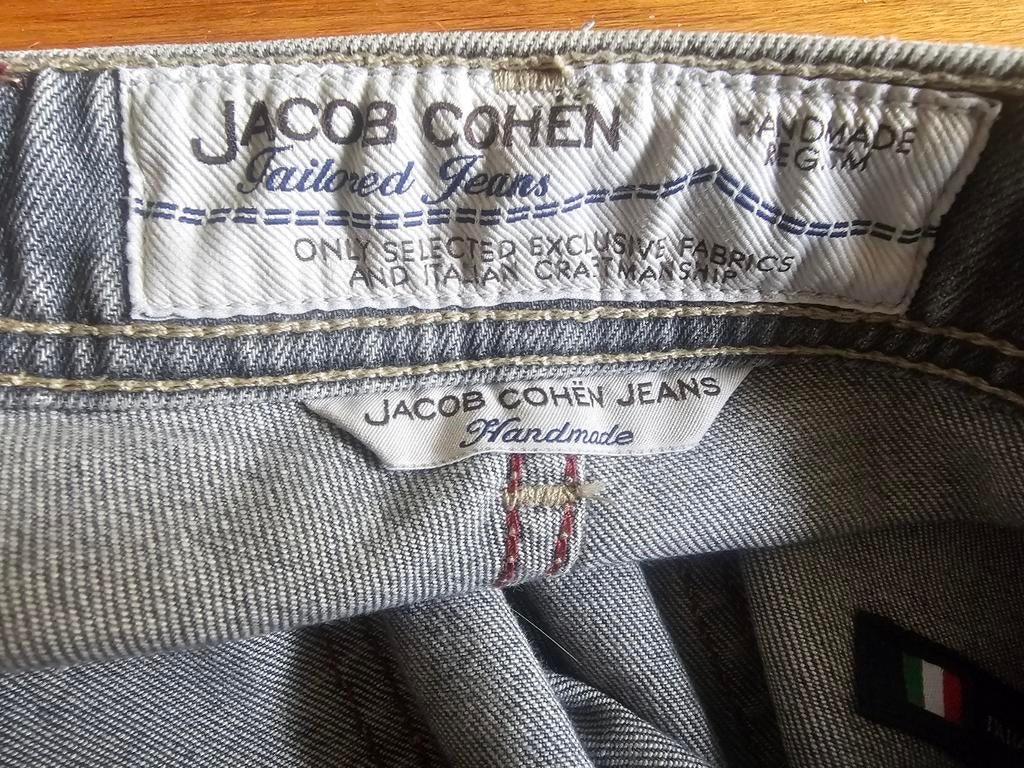 JACOB COHËN
HANDMADE
REG.TM
Tailored Jeans
ONLY SELECTED EXCLUSIVE FABRICS
AND ITALIAN CRAFTMANSHIP
JACOB COHËN JEANS
Handmade